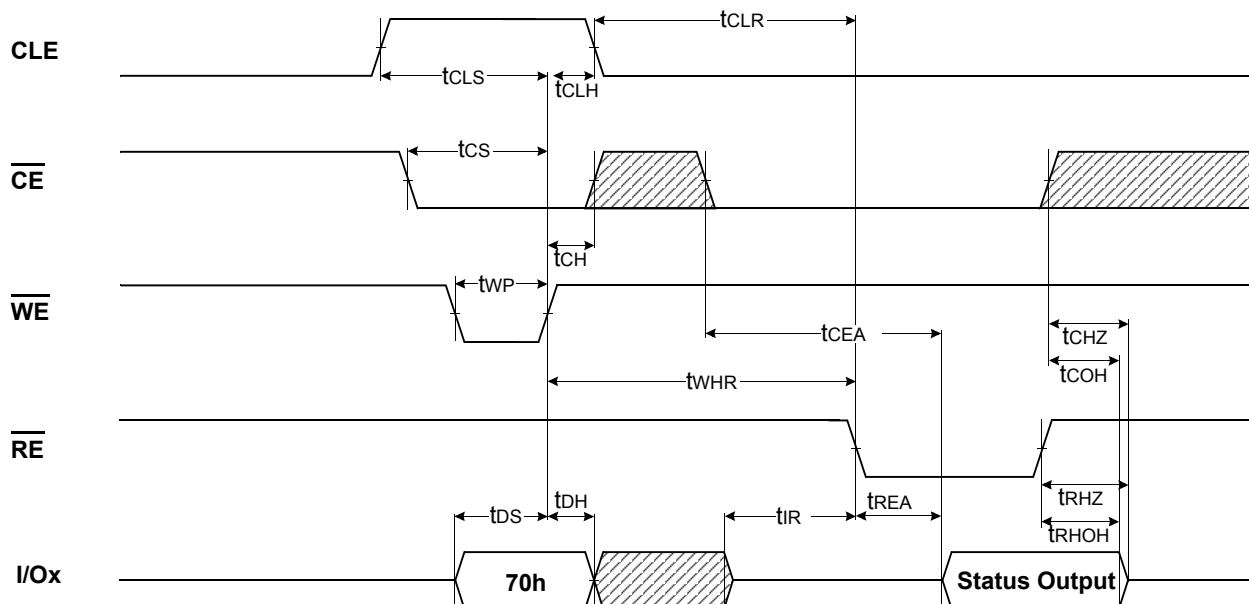 tCLR
CLE
tCLS
tCLH
tCS
CE
tCH
tWP
WE
tCEA
tCHZ
tCOH
tWHR
RE
tDH
tDS
tIR
tREA
tRHZ
tRHOH
I/Ox
70h
Status Output